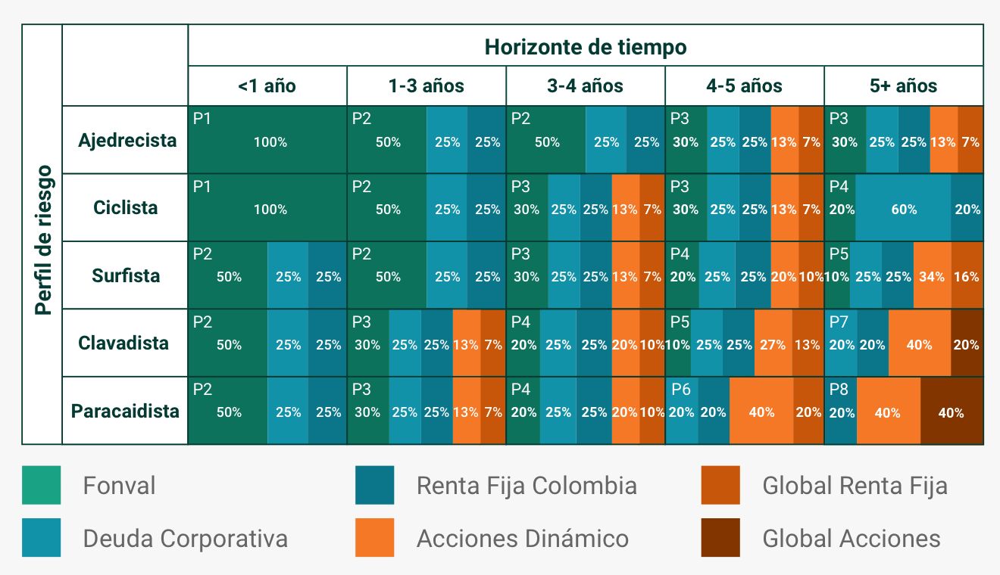 Horizonte de tiempo
<1 año 1-3 años 3-4 años 4-5 años 5+ años
Perfil de riesgo
P1 P2 P2 P3 P3
Ajedrecista 100% 50% 25% 25% 50% 25% 25% 30% 25% 25% 13% 7% 30% 25% 25% 13% 7%
P1 P2 P3 P3 P4
Ciclista 100% 50% 25% 25% 30% 25% 25% 13% 7% 30% 25% 25% 13% 7% 20% 60% 20%
P2 P2 P3 P4 P5
Surfista 50% 25% 25% 50% 25% 25% 30% 25% 25% 13% 7% 20% 25% 25% 20% 10% 10% 25% 25% 34% 16%
P2 P3 P4 P5 P7
Clavadista 50% 25% 25% 30% 25% 25% 13% 7% 20% 25% 25% 20% 10% 10% 25% 25% 27% 13% 20% 20% 40% 20%
P2 P3 P4 P6 P8
Paracaidista 50% 25% 25% 30% 25% 25% 13% 7% 20% 25% 25% 20% 10% 20% 20% 40% 20% 20% 40% 40%
Fonval Renta Fija Colombia Global Renta Fija
Deuda Corporativa Acciones Dinámico Global Acciones